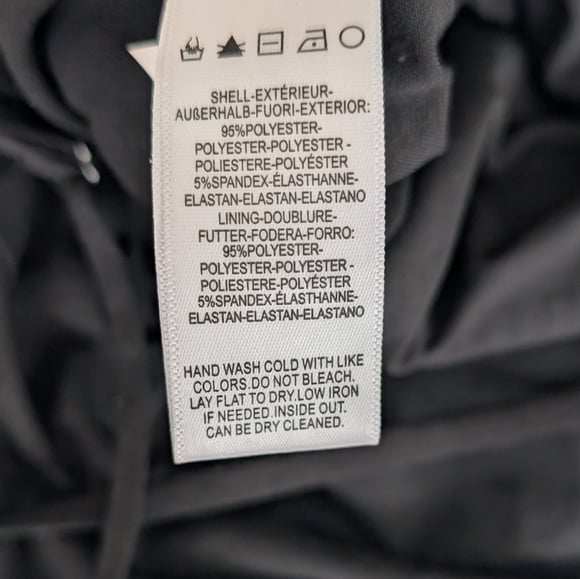 SHELL-EXTÉRIEUR-
AUßERHALB-FUORI-EXTERIOR:
95%POLYESTER-
POLYESTER-POLYESTER -
POLIESTERE-POLYÉSTER
5%SPANDEX-ÉLASTHANNE-
ELASTAN-ELASTAN-ELASTANO
LINING-DOUBLURE-
FUTTER-FODERA-FORRO:
95%POLYESTER-
POLYESTER-POLYESTER -
POLIESTERE-POLYÉSTER
5%SPANDEX-ÉLASTHANNE-
ELASTAN-ELASTAN-ELASTANO
HAND WASH COLD WITH LIKE
COLORS.DO NOT BLEACH.
LAY FLAT TO DRY.LOW IRON
IF NEEDED.INSIDE OUT.
CAN BE DRY CLEANED.